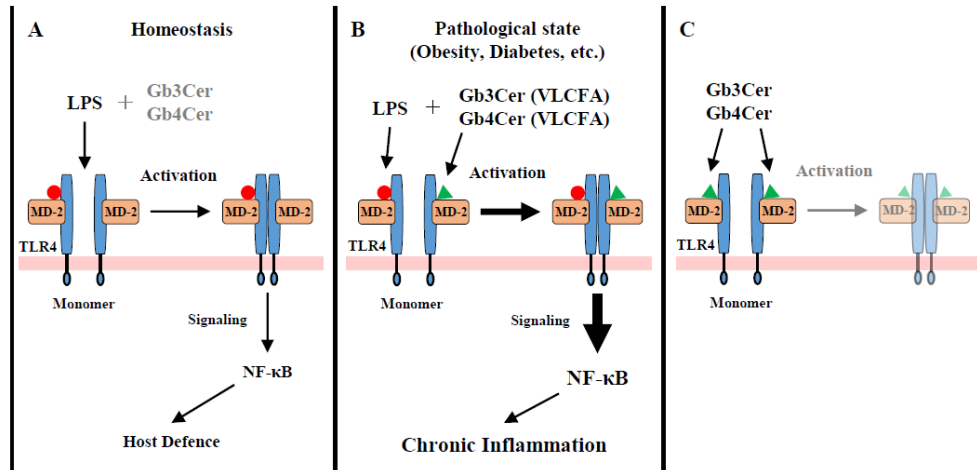 A
Homeostasis
LPS + Gb3Cer
Gb4Cer
Activation
MD-2
MD-2
MD-2
MD-2
TLR4
Monomer
Signaling
NF-κB
Host Defence
B
Pathological state
(Obesity, Diabetes, etc.)
LPS + Gb3Cer (VLCFA)
Gb4Cer (VLCFA)
Activation
MD-2
MD-2
MD-2
MD-2
TLR4
Monomer
Signaling
NF-κB
Chronic Inflammation
C
Gb3Cer
Gb4Cer
Activation
MD-2
MD-2
MD-2
MD-2
TLR4
Monomer